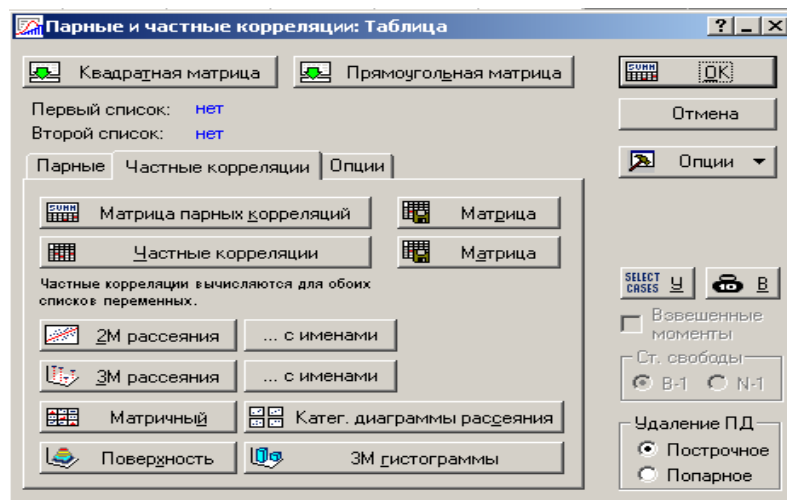 Парные и частные корреляции: Таблица
Квадратная матрица
Прямоугольная матрица
Первый список: нет
Второй список: нет
Парные Частные корреляции Опции
Матрица парных корреляций Матрица
Частные корреляции Матрица
Частные корреляции вычисляются для обоих
списков переменных.
2М рассеяния ... с именами
3М рассеяния ... с именами
Матричный Катег. диаграммы рассеяния
Поверхность 3М гистограммы
OK
Отмена
Опции
SELECT CASES У В
Взвешенные
моменты
Ст. свободы
В-1 N-1
Удаление ПД
Построчное
Попарное